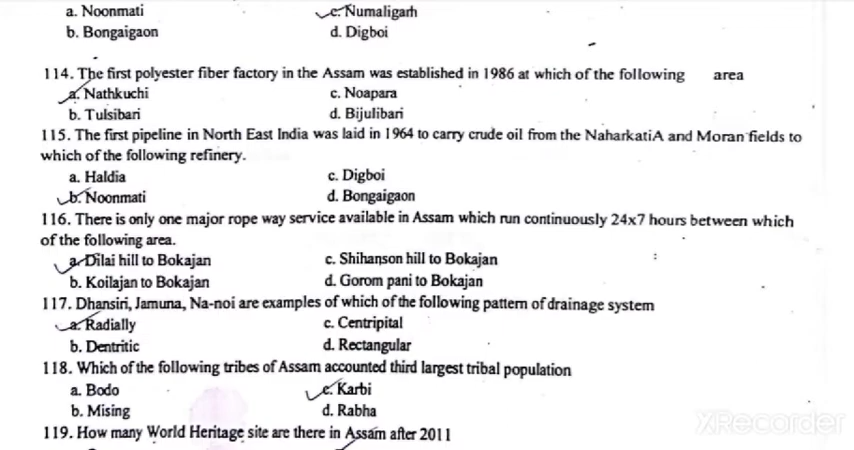 a. Noonmati c. Numaligarh
b. Bongaigaon d. Digboi
114. The first polyester fiber factory in the Assam was established in 1986 at which of the following area
a. Nathkuchi c. Noapara
b. Tulsibari d. Bijulibari
115. The first pipeline in North East India was laid in 1964 to carry crude oil from the NaharkatiA and Moran fields to
which of the following refinery.
a. Haldia c. Digboi
b. Noonmati d. Bongaigaon
116. There is only one major rope way service available in Assam which run continuously 24x7 hours between which
of the following area.
a. Dilai hill to Bokajan c. Shihanson hill to Bokajan
b. Koilajan to Bokajan d. Gorom pani to Bokajan
117. Dhansiri, Jamuna, Na-noi are examples of which of the following pattern of drainage system
a. Radially c. Centripital
b. Dentritic d. Rectangular
118. Which of the following tribes of Assam accounted third largest tribal population
a. Bodo c. Karbi
b. Mising d. Rabha
XRecorder
119. How many World Heritage site are there in Assam after 2011